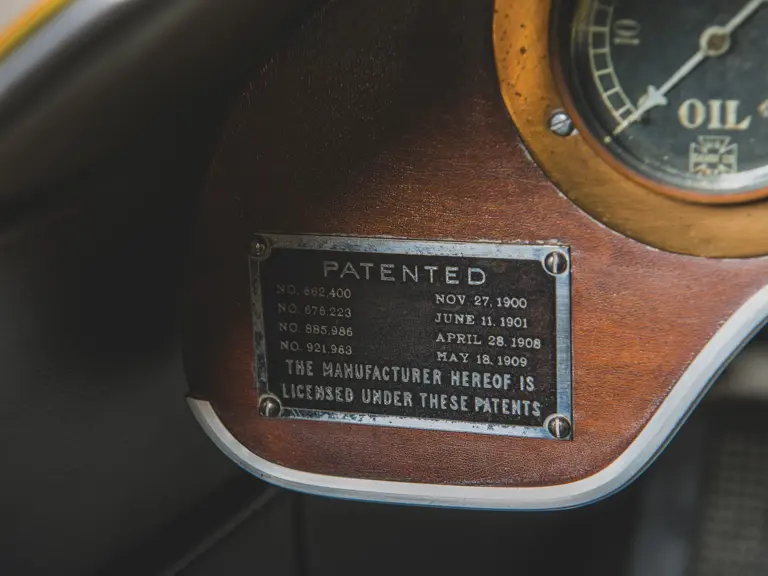 10
OIL
PATENTED
NO. 662,400 NOV. 27, 1900
NO. 676,223 JUNE 11, 1901
NO. 885,986 APRIL 28, 1908
NO. 921,963 MAY 18, 1909
THE MANUFACTURER HEREOF IS
LICENSED UNDER THESE PATENTS